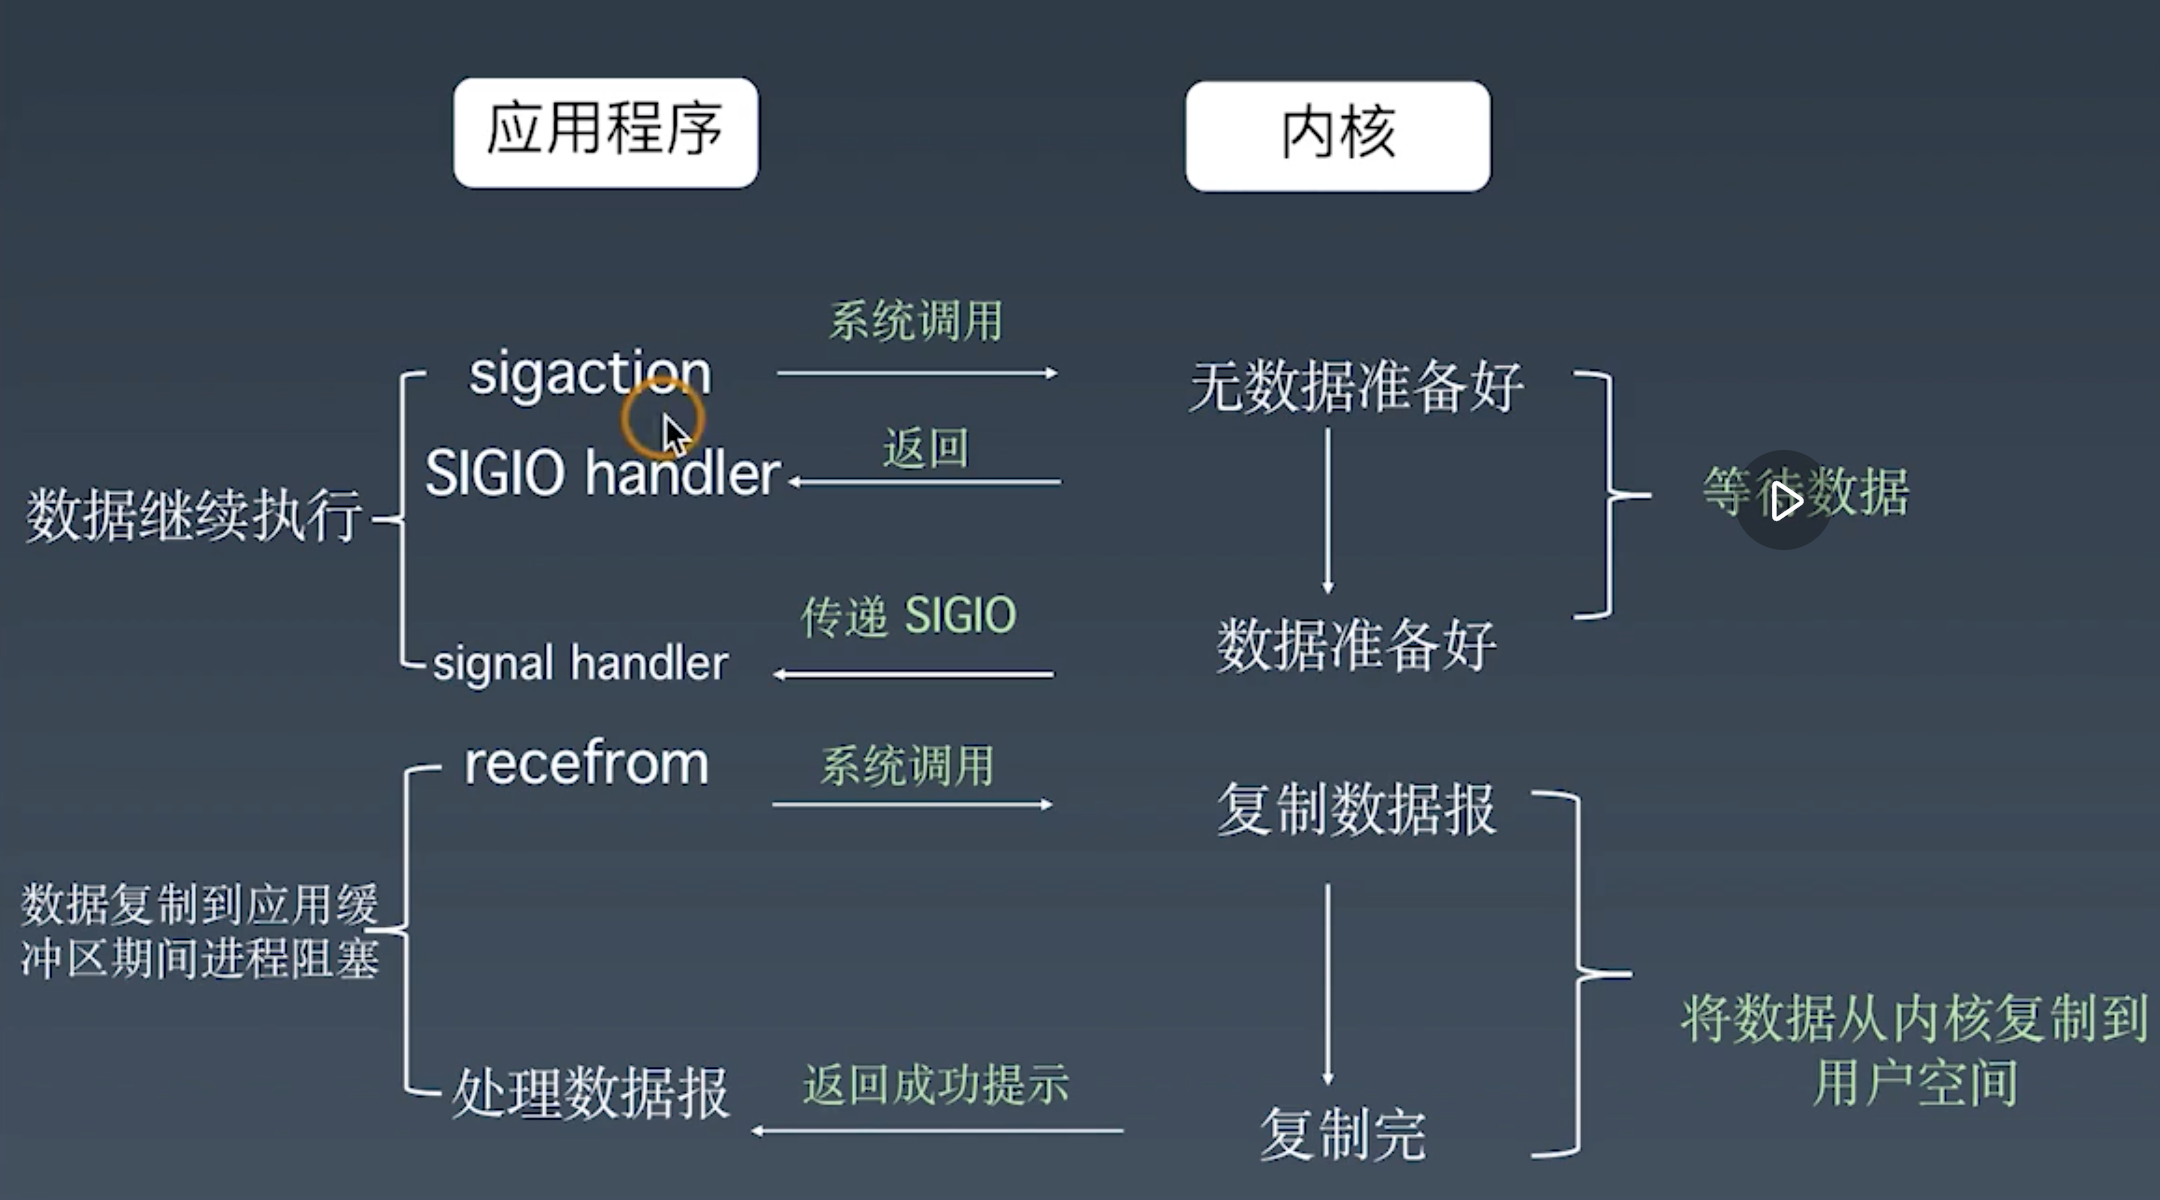 应用程序
内核
系统调用
sigaction
无数据准备好
返回
SIGIO handler
数据继续执行
等待数据
传递 SIGIO
signal handler
数据准备好
recefrom
系统调用
复制数据报
数据复制到应用缓
冲区期间进程阻塞
将数据从内核复制到
用户空间
处理数据报
返回成功提示
复制完